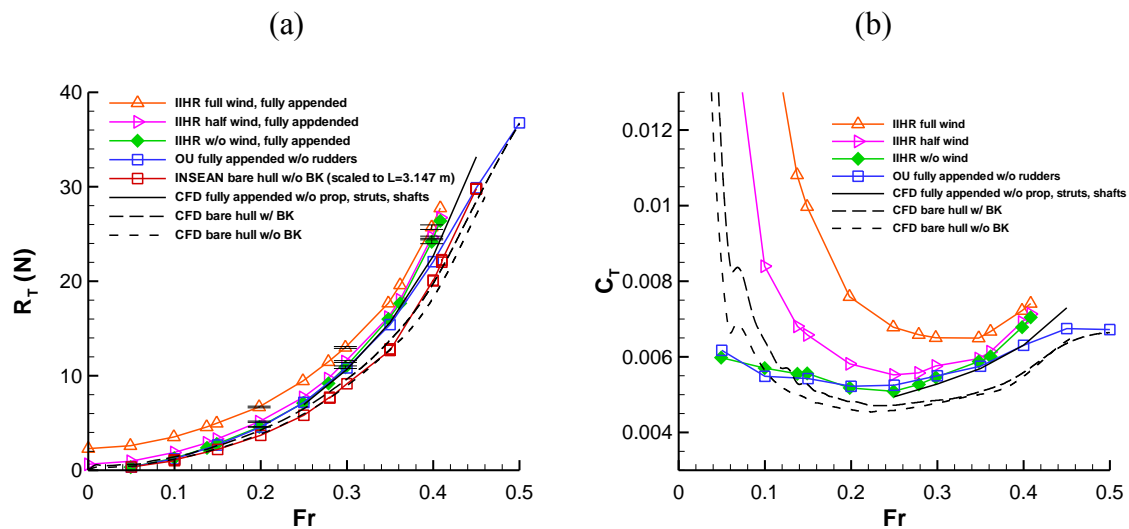 (a)
(b)
40
30
20
10
0
R_T (N)
IIHR full wind, fully appended
IIHR half wind, fully appdended
IIHR w/o wind, fully appended
OU fully appended w/o rudders
INSEAN bare hull w/o BK (scaled to L=3.147 m)
CFD fully appended w/o prop, struts, shafts
CFD bare hull w/ BK
CFD bare hull w/o BK
0 0.1 0.2 0.3 0.4 0.5
Fr
0.012
0.01
0.008
0.006
0.004
C_T
IIHR full wind
IIHR half wind
IIHR w/o wind
OU fully appended w/o rudders
CFD fully appended w/o prop, struts, shafts
CFD bare hull w/ BK
CFD bare hull w/o BK
0 0.1 0.2 0.3 0.4 0.5
Fr